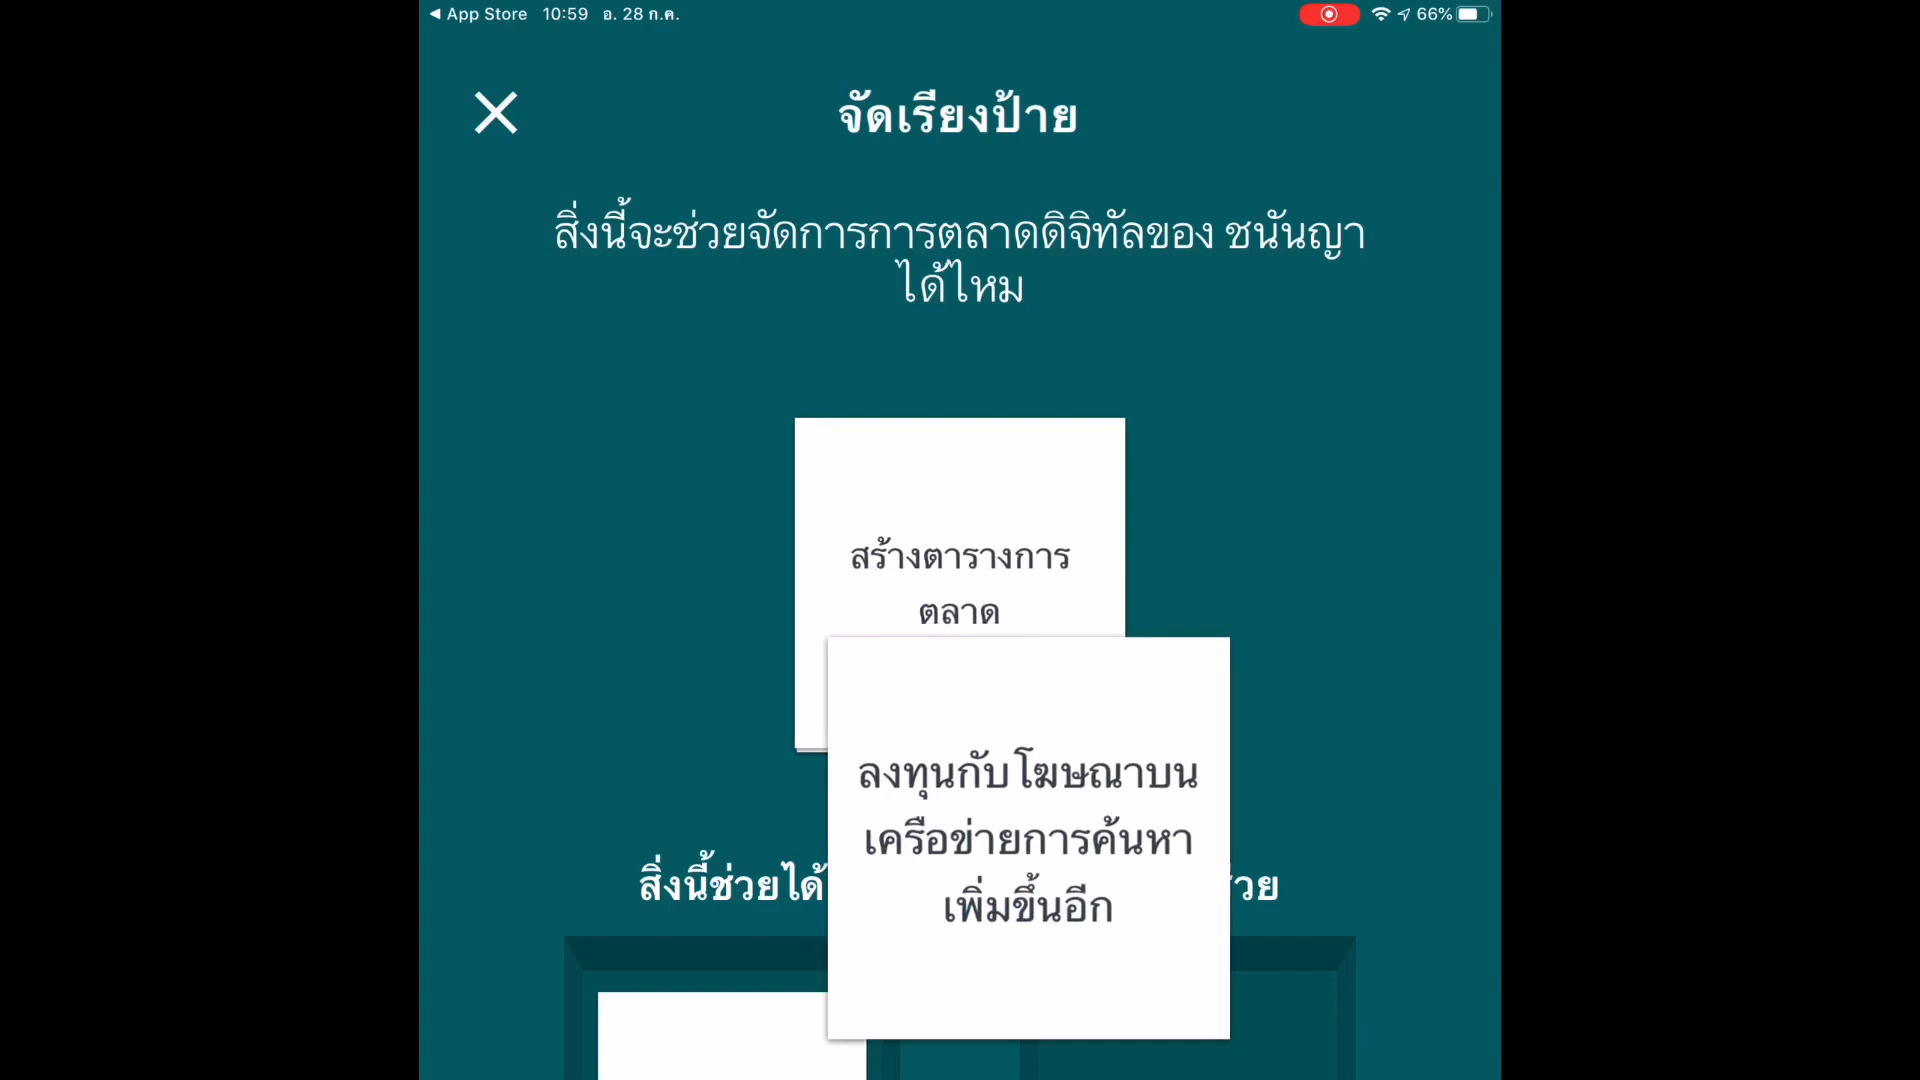 App Store 10:59 อ. 28 ก.ค. 66%
จัดเรียงป้าย
สิ่งนี้จะช่วยจัดการการตลาดดิจิทัลของ ชนันญา
ได้ไหม
สร้างตารางการ
ตลาด
ลงทุนกับโฆษณาบน
เครือข่ายการค้นหา
เพิ่มขึ้นอีก
สิ่งนี้ช่วยได้